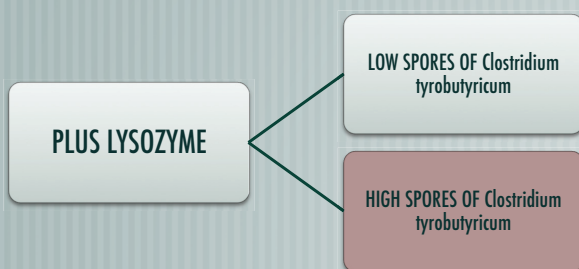 LOW SPORES OF Clostridium
tyrobutyricum
PLUS LYSOZYME
HIGH SPORES OF Clostridium
tyrobutyricum